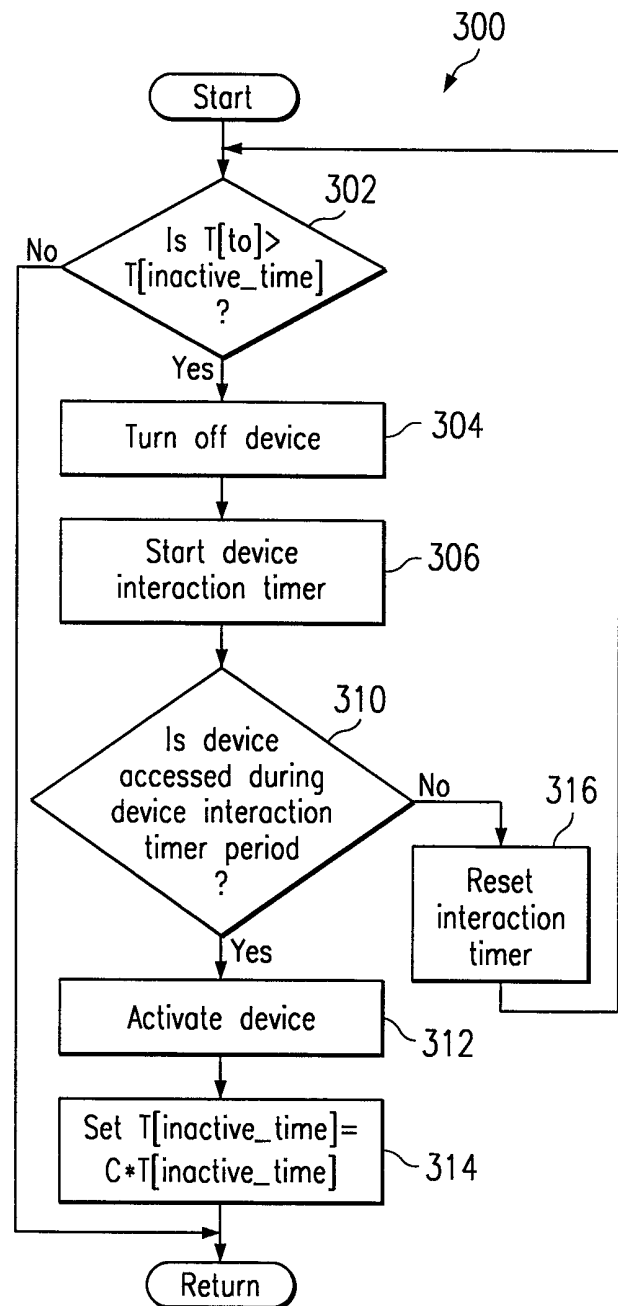 300
Start
302
Is T[to]>
T[inactive_time]
?
No
Yes
Turn off device
304
Start device
interaction timer
306
310
Is device
accessed during
device interaction
timer period
?
No
316
Reset
interaction
timer
Yes
Activate device
312
Set T[inactive_time]=
C*T[inactive_time]
314
Return